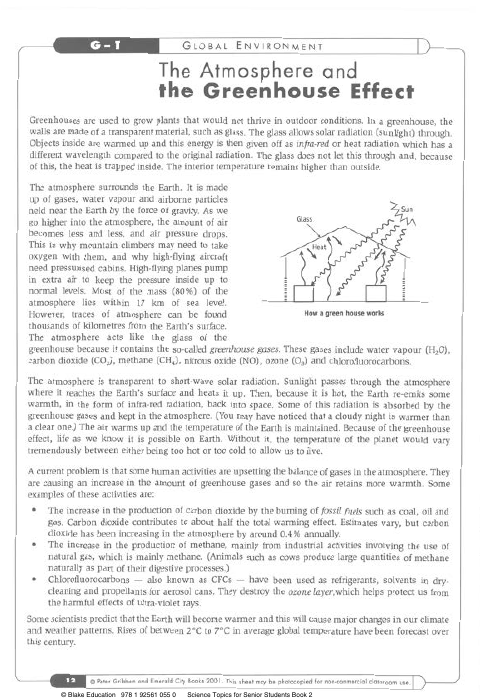 G – T
GLOBAL ENVIRONMENT
The Atmosphere and
the Greenhouse Effect
Greenhouses are used to grow plants that would not thrive in outdoor conditions. In a greenhouse, the
walls are made of a transparent material, such as glass. The glass allows solar radiation (sunlight) through.
Objects inside are warmed up and this energy is then given off as infra-red or heat radiation which has a
different wavelength compared to the original radiation. The glass does not let this through and, because
of this, the heat is trapped inside. The interior temperature remains higher than outside.
The atmosphere surrounds the Earth. It is made
up of gases, water vapour and airborne particles
held near the Earth by the force of gravity. As we
go higher into the atmosphere, the amount of air
becomes less and less, and air pressure drops.
This is why mountain climbers may need to take
oxygen with them, and why high-flying aircraft
need pressurised cabins. High-flying planes pump
in extra air to keep the pressure inside up to
normal levels. Most of the mass (80%) of the
atmosphere lies within 17 km of sea level.
However, traces of atmosphere can be found
thousands of kilometres from the Earth's surface.
The atmosphere acts like the glass of the
greenhouse because it contains the so-called greenhouse gases. These gases include water vapour (H₂O),
carbon dioxide (CO₂), methane (CH₄), nitrous oxide (NO), ozone (O₃) and chlorofluorocarbons.
Glass
Sun
Heat
How a green house works
The atmosphere is transparent to short-wave solar radiation. Sunlight passes through the atmosphere
where it reaches the Earth's surface and heats it up. Then, because it is hot, the Earth re-emits some
warmth, in the form of infra-red radiation, back into space. Some of this radiation is absorbed by the
greenhouse gases and kept in the atmosphere. (You may have noticed that a cloudy night is warmer than
a clear one.) The air warms up and the temperature of the Earth is maintained. Because of the greenhouse
effect, life as we know it is possible on Earth. Without it, the temperature of the planet would vary
tremendously between either being too hot or too cold to allow us to live.
A current problem is that some human activities are upsetting the balance of gases in the atmosphere. They
are causing an increase in the amount of greenhouse gases and so the air retains more warmth. Some
examples of these activities are:
• The increase in the production of carbon dioxide by the burning of fossil fuels such as coal, oil and
gas. Carbon dioxide contributes to about half the total warming effect. Estimates vary, but carbon
dioxide has been increasing in the atmosphere by around 0.4% annually.
• The increase in the production of methane, mainly from industrial activities involving the use of
natural gas, which is mainly methane. (Animals such as cows produce large quantities of methane
naturally as part of their digestive processes.)
• Chlorofluorocarbons — also known as CFCs — have been used as refrigerants, solvents in dry-
cleaning and propellants for aerosol cans. They destroy the ozone layer, which helps protect us from
the harmful effects of ultra-violet rays.
Some scientists predict that the Earth will become warmer and this will cause major changes in our climate
and weather patterns. Rises of between 2°C to 7°C in average global temperature have been forecast over
this century.
12
© Peter Gribben and Emerald City Books 2001. This sheet may be photocopied for non-commercial classroom use.
© Blake Education 978 1 92561 055 0 Science Topics for Senior Students Book 2